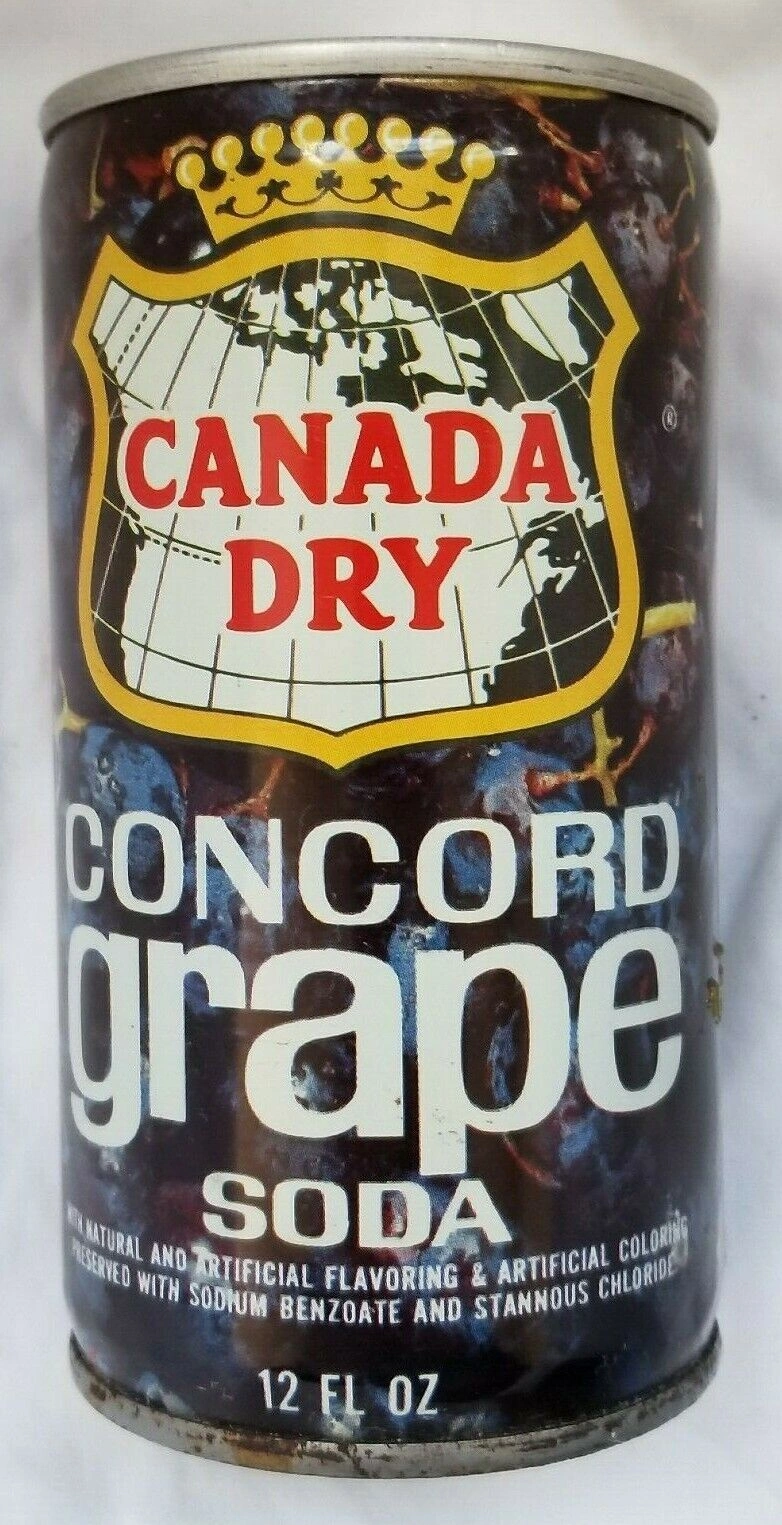 CANADA
®
DRY
CONCORD
grape
SODA
WITH NATURAL AND ARTIFICIAL FLAVORING & ARTIFICIAL COLORING
PRESERVED WITH SODIUM BENZOATE AND STANNOUS CHLORIDE
12 FL OZ